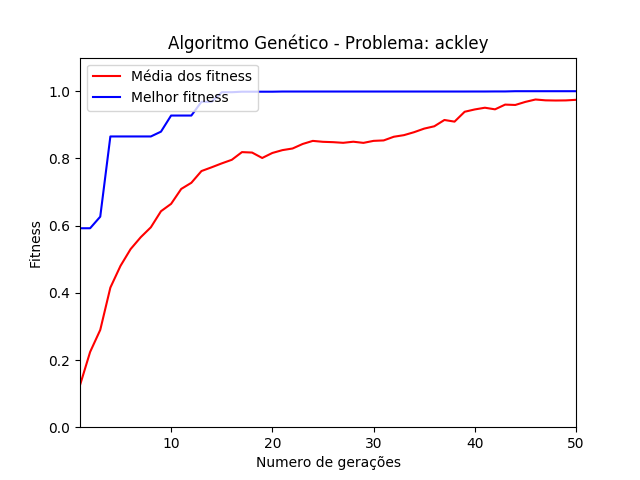 Algoritmo Genético - Problema: ackley
Média dos fitness
Melhor fitness
1.0
0.8
0.6
0.4
0.2
0.0
Fitness
10
20
30
40
50
Numero de gerações